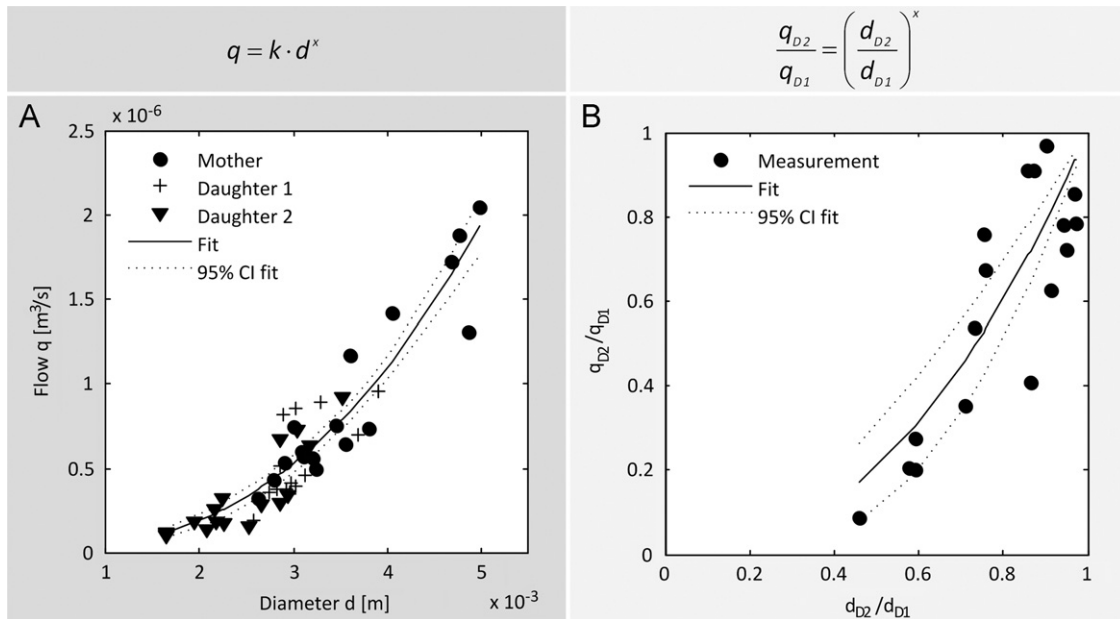 q = k · d^x
q_D2 / q_D1 = (d_D2 / d_D1)^x
A
x 10^-6
2.5
2
1.5
1
0.5
0
Flow q [m³/s]
Mother
Daughter 1
Daughter 2
Fit
95% CI fit
1 2 3 4 5
Diameter d [m] x 10^-3
B
1
0.8
0.6
0.4
0.2
0
q_D2/q_D1
Measurement
Fit
95% CI fit
0 0.2 0.4 0.6 0.8 1
d_D2/d_D1